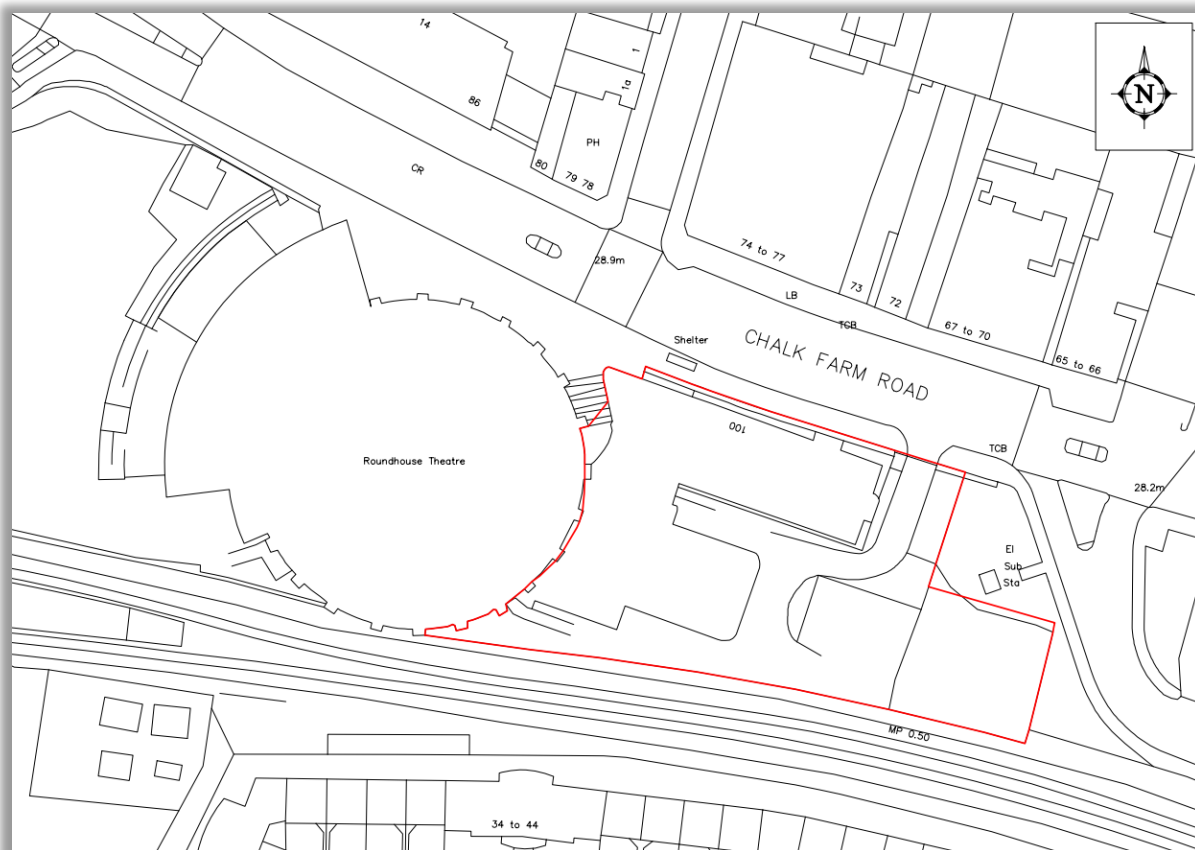 14
1
1a
N
86
PH
CR
80
79 78
74 to 77
28.9m
73
LB
72
TCB
67 to 70
Shelter
CHALK FARM ROAD
65 to 66
100
TCB
Roundhouse Theatre
28.2m
El
Sub
Sta
MP 0.50
34 to 44